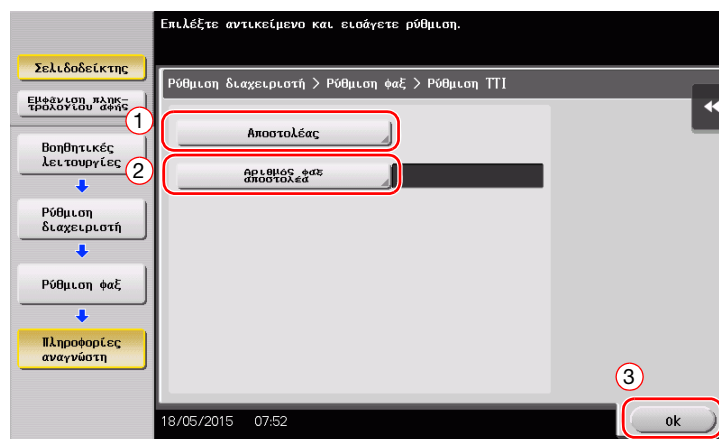 Επιλέξτε αντικείμενο και εισάγετε ρύθμιση.
Σελιδοδείκτης
Ρύθμιση διαχειριστή > Ρύθμιση φαξ > Ρύθμιση TTI
Εμφάνιση πληκ-
τρολογίου αφής
1
Αποστολέας
Βοηθητικές
λειτουργίες
2
Αριθμός φαξ
αποστολέα
Ρύθμιση
διαχειριστή
Ρύθμιση φαξ
Πληροφορίες
αναγνώστη
3
18/05/2015 07:52
ok